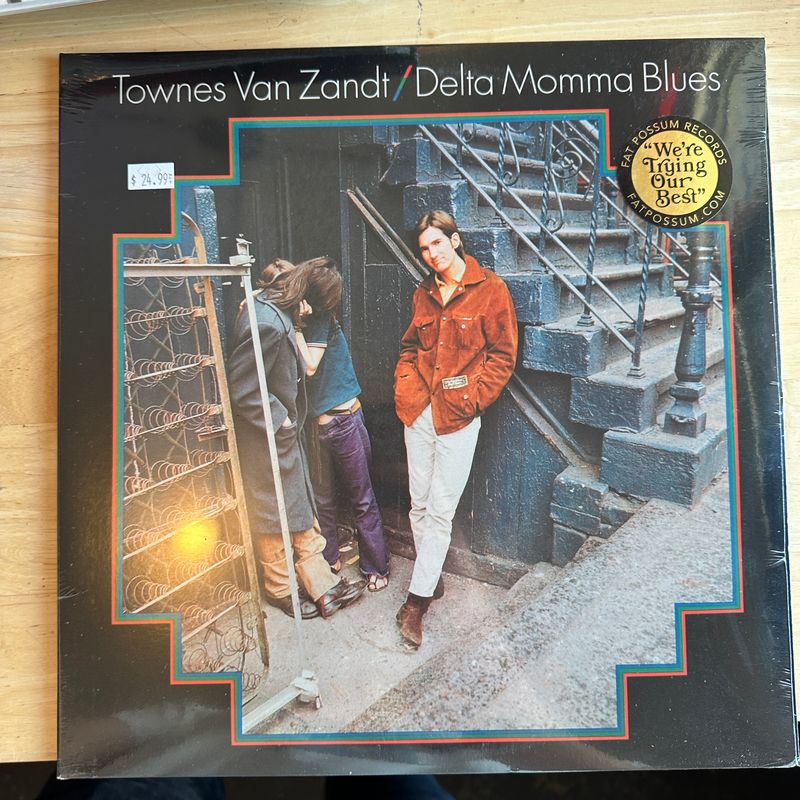 Townes Van Zandt/Delta Momma Blues
$ 24.99
FAT POSSUM RECORDS
"We're
Trying
Our
Best"
FATPOSSUM.COM